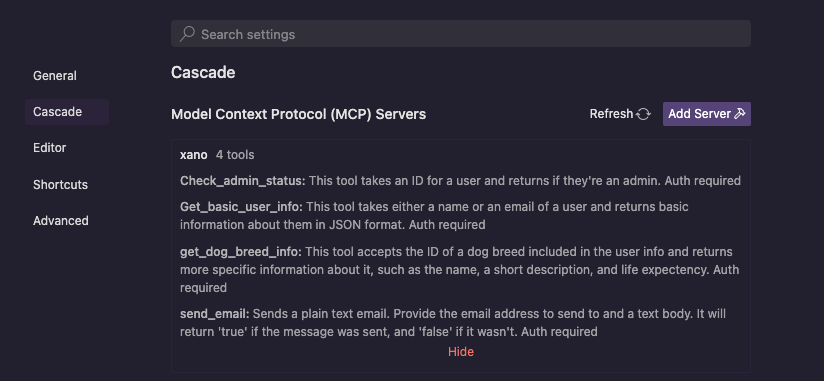 Search settings
General
Cascade
Editor
Shortcuts
Advanced
Cascade
Model Context Protocol (MCP) Servers
Refresh
Add Server
xano 4 tools
Check_admin_status: This tool takes an ID for a user and returns if they're an admin. Auth required
Get_basic_user_info: This tool takes either a name or an email of a user and returns basic
information about them in JSON format. Auth required
get_dog_breed_info: This tool accepts the ID of a dog breed included in the user info and returns
more specific information about it, such as the name, a short description, and life expectency. Auth
required
send_email: Sends a plain text email. Provide the email address to send to and a text body. It will
return 'true' if the message was sent, and 'false' if it wasn't. Auth required
Hide